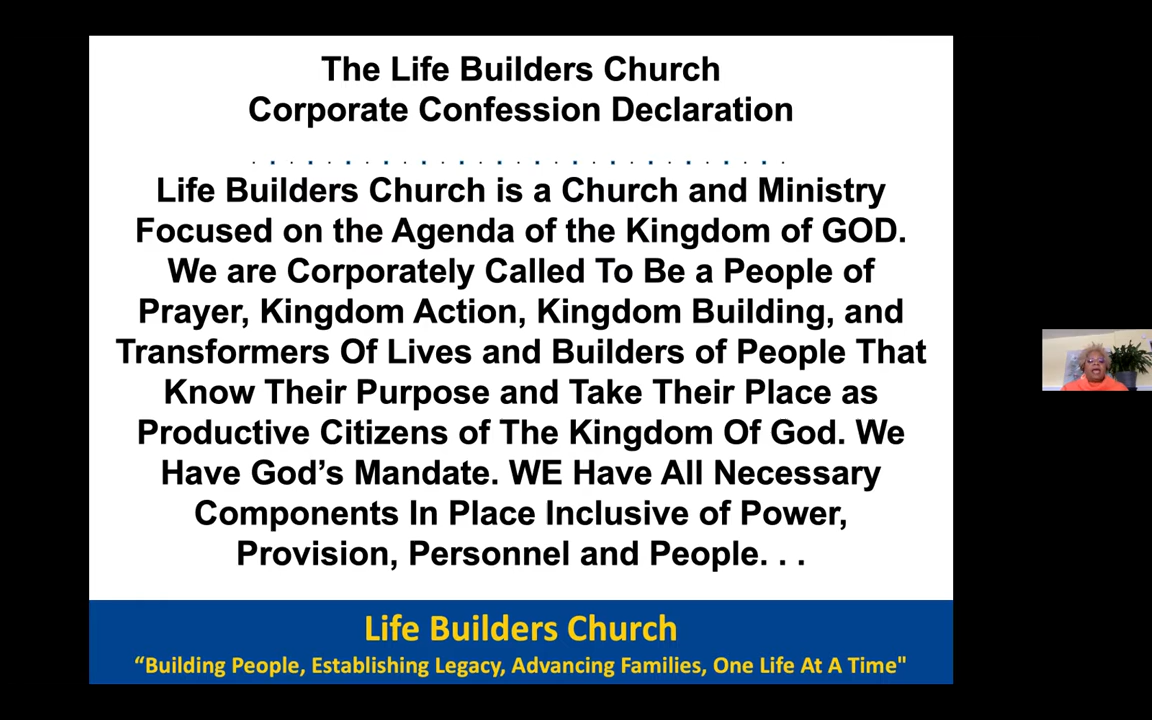 The Life Builders Church
Corporate Confession Declaration
Life Builders Church is a Church and Ministry
Focused on the Agenda of the Kingdom of GOD.
We are Corporately Called To Be a People of
Prayer, Kingdom Action, Kingdom Building, and
Transformers Of Lives and Builders of People That
Know Their Purpose and Take Their Place as
Productive Citizens of The Kingdom Of God. We
Have God’s Mandate. WE Have All Necessary
Components In Place Inclusive of Power,
Provision, Personnel and People. . .
Life Builders Church
“Building People, Establishing Legacy, Advancing Families, One Life At A Time"